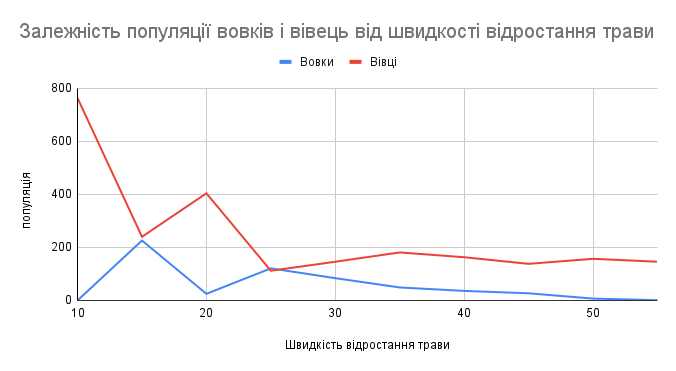 Залежність популяції вовків і вівець від швидкості відростання трави
Вовки Вівці
800
600
400
200
0
популяція
10 20 30 40 50
Швидкість відростання трави